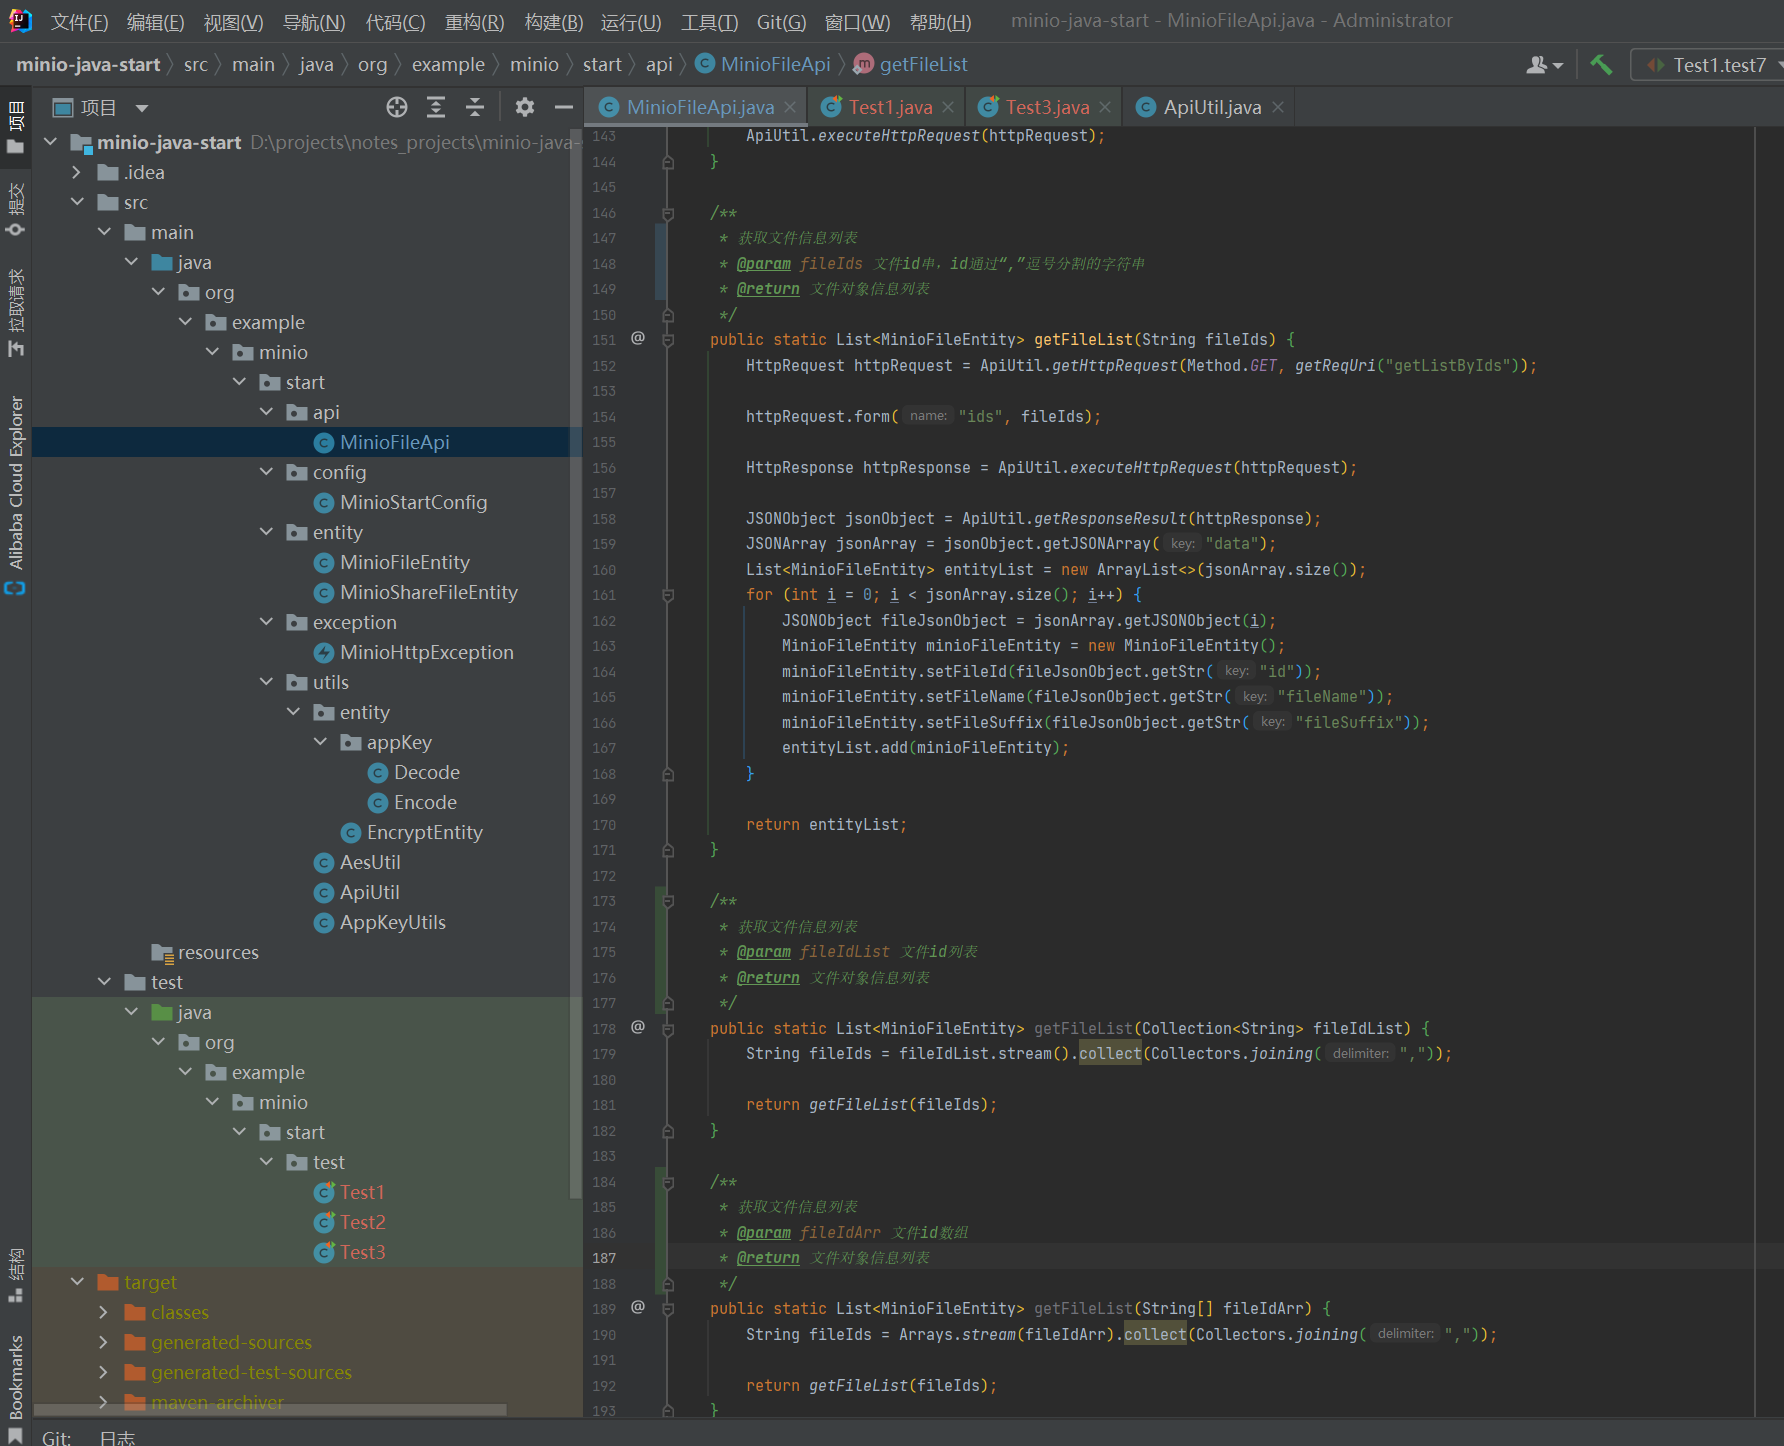 文件(F) 编辑(E) 视图(V) 导航(N) 代码(C) 重构(R) 构建(B) 运行(U) 工具(T) Git(G) 窗口(W) 帮助(H) minio-java-start - MinioFileApi.java - Administrator
minio-java-start src main java org example minio start api MinioFileApi getFileList Test1.test7
项目
MinioFileApi.java Test1.java Test3.java ApiUtil.java
项目
提交
拉取请求
Alibaba Cloud Explorer
结构
Bookmarks
minio-java-start D:\projects\notes_projects\minio-java-
.idea
src
main
java
org
example
minio
start
api
MinioFileApi
config
MinioStartConfig
entity
MinioFileEntity
MinioShareFileEntity
exception
MinioHttpException
utils
entity
appKey
Decode
Encode
EncryptEntity
AesUtil
ApiUtil
AppKeyUtils
resources
test
java
org
example
minio
start
test
Test1
Test2
Test3
target
classes
generated-sources
generated-test-sources
maven-archiver
143 ApiUtil.executeHttpRequest(httpRequest);
144 }
145
146 /**
147 * 获取文件信息列表
148 * @param fileIds 文件id串，id通过“,”逗号分割的字符串
149 * @return 文件对象信息列表
150 */
151 @ public static List<MinioFileEntity> getFileList(String fileIds) {
152 HttpRequest httpRequest = ApiUtil.getHttpRequest(Method.GET, getReqUri("getListByIds"));
153
154 httpRequest.form( name: "ids", fileIds);
155
156 HttpResponse httpResponse = ApiUtil.executeHttpRequest(httpRequest);
157
158 JSONObject jsonObject = ApiUtil.getResponseResult(httpResponse);
159 JSONArray jsonArray = jsonObject.getJSONArray( key: "data");
160 List<MinioFileEntity> entityList = new ArrayList<>(jsonArray.size());
161 for (int i = 0; i < jsonArray.size(); i++) {
162 JSONObject fileJsonObject = jsonArray.getJSONObject(i);
163 MinioFileEntity minioFileEntity = new MinioFileEntity();
164 minioFileEntity.setFileId(fileJsonObject.getStr( key: "id"));
165 minioFileEntity.setFileName(fileJsonObject.getStr( key: "fileName"));
166 minioFileEntity.setFileSuffix(fileJsonObject.getStr( key: "fileSuffix"));
167 entityList.add(minioFileEntity);
168 }
169
170 return entityList;
171 }
172
173 /**
174 * 获取文件信息列表
175 * @param fileIdList 文件id列表
176 * @return 文件对象信息列表
177 */
178 @ public static List<MinioFileEntity> getFileList(Collection<String> fileIdList) {
179 String fileIds = fileIdList.stream().collect(Collectors.joining( delimiter: ","));
180
181 return getFileList(fileIds);
182 }
183
184 /**
185 * 获取文件信息列表
186 * @param fileIdArr 文件id数组
187 * @return 文件对象信息列表
188 */
189 @ public static List<MinioFileEntity> getFileList(String[] fileIdArr) {
190 String fileIds = Arrays.stream(fileIdArr).collect(Collectors.joining( delimiter: ","));
191
192 return getFileList(fileIds);
193 }
Git: 日志